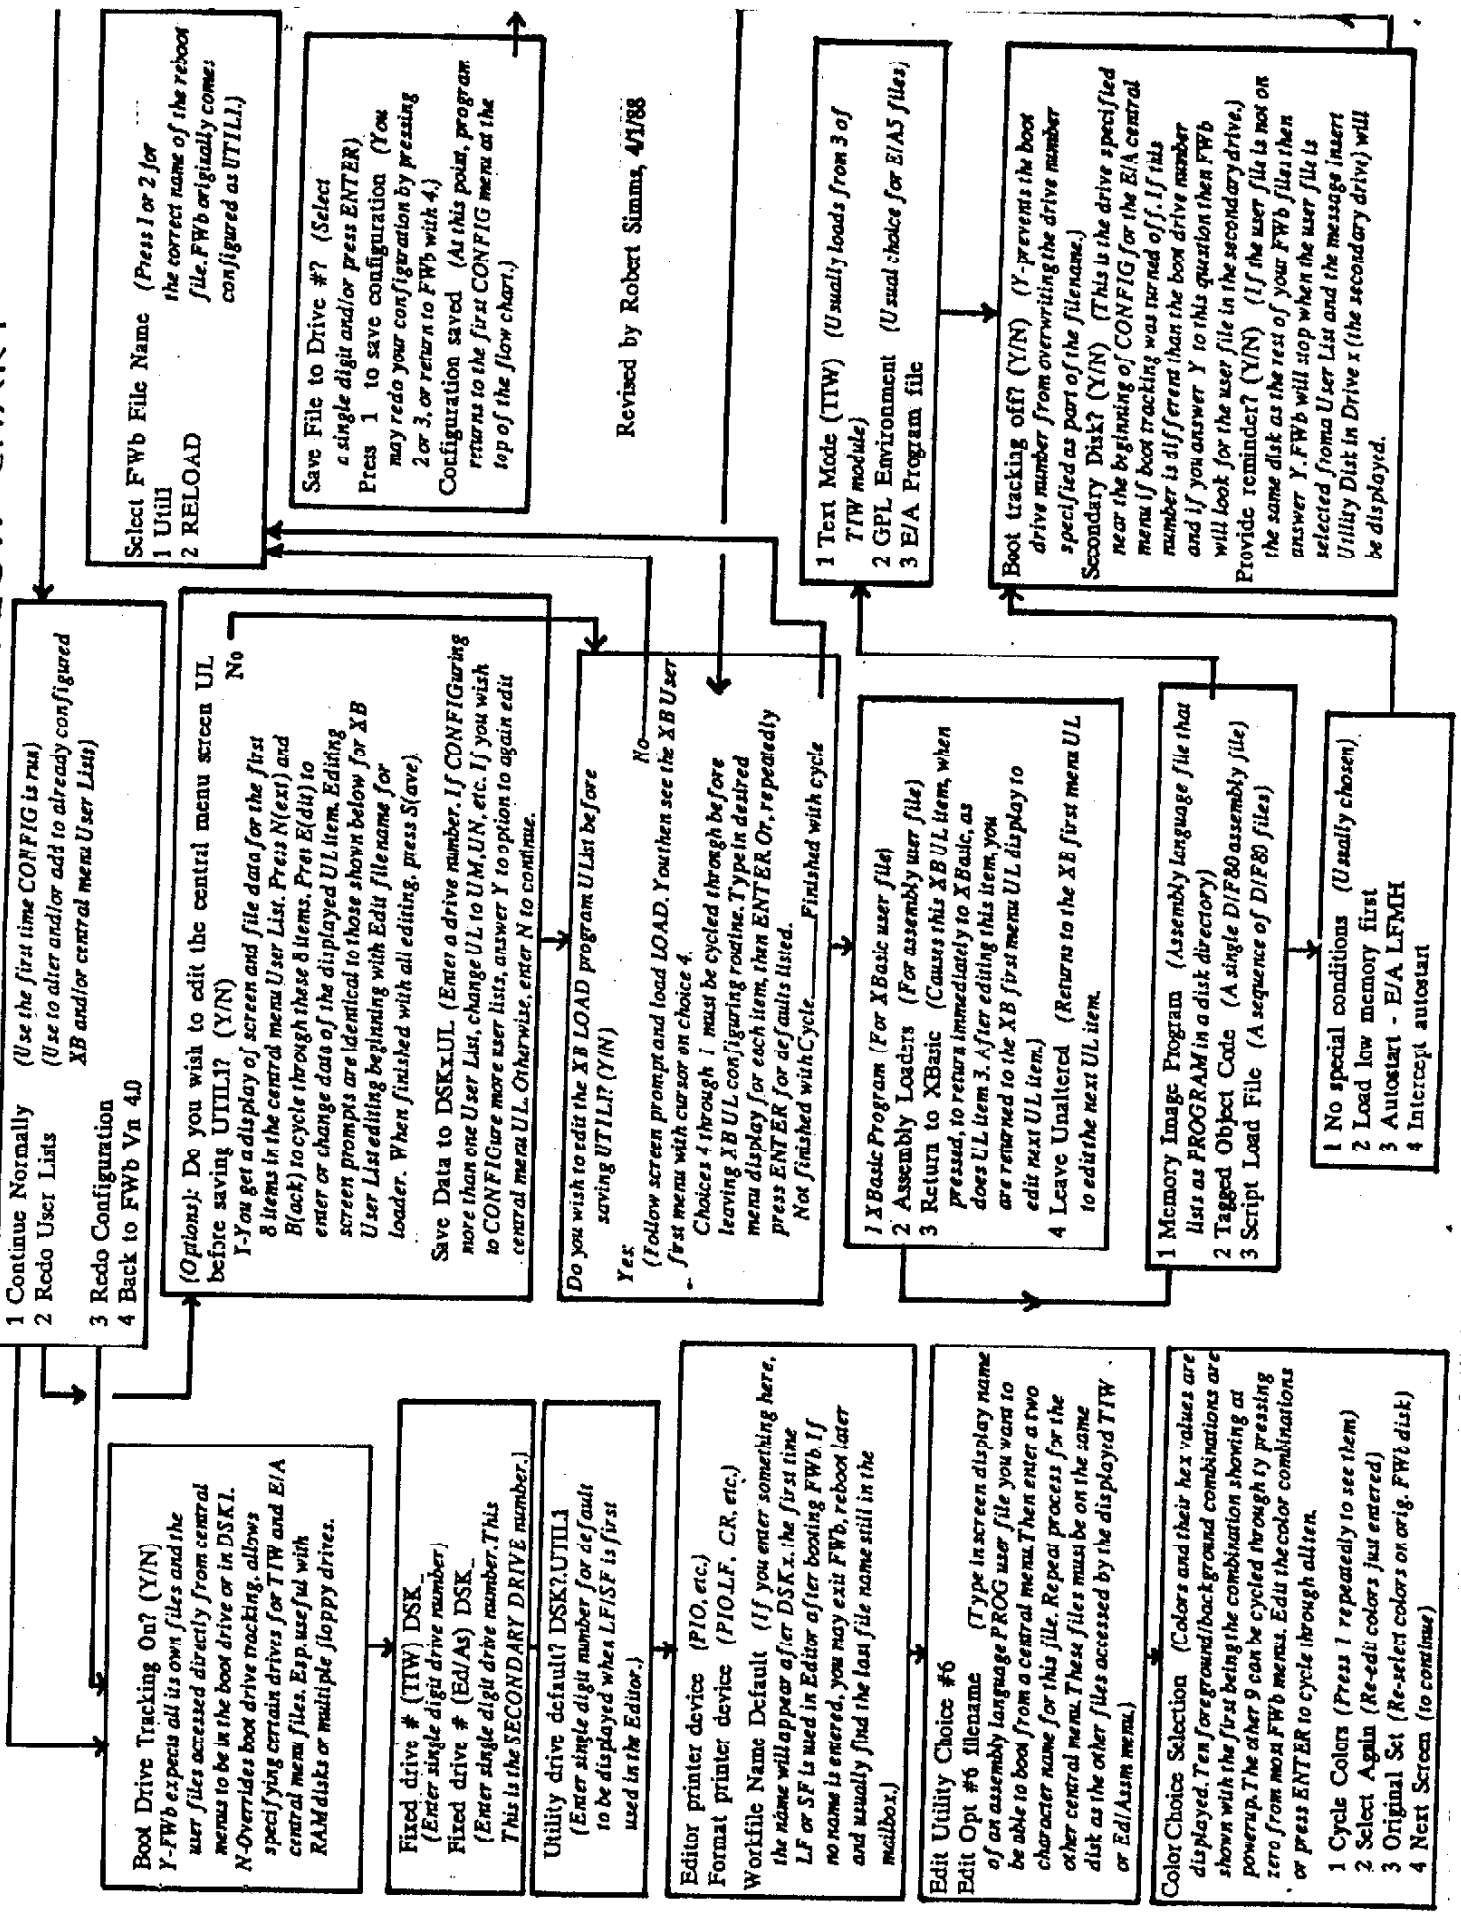 1 Continue Normally (Use the first time CONFIG is run)
2 Redo User Lists (Use to alter and/or add to already configured
XB and/or central menu User Lists)
3 Redo Configuration
4 Back to FWb Vn 4.0
Boot Drive Tracking On? (Y/N)
Y-FWb expects all its own files and the
user files accessed directly from central
menus to be in the boot drive or in DSK1.
N-Overrides boot drive tracking, allows
specifying certain drives for TIW and E/A
central menu files. Esp. useful with
RAMdisks or multiple floppy drives.
Fixed drive # (TIW) DSK_
(Enter single digit number)
Fixed drive # (Ed/As) DSK_
(Enter single digit number. This
This is the SECONDARY DRIVE number.)
Utility drive default? DSK?.UTIL1
(Enter single digit number for default
to be displayed when LF/SF is first
used in the Editor.)
Editor printer device (PIO, etc.)
Format printer device (PIO.LF, CR, etc.)
Workfile Name Default (If you enter something here,
the name will appear after DSKx. the first time
LF or SF is used in Editor after booting FWb. If
no name is entered, you may exit FWb, reboot later
and usually find the last file name still in the
mailbox.)
Edit Utility Choice #6
Edit Opt #6 filename (Type in screen display name
of an assembly language PROG user file you want to
be able to boot from a central menu. Then enter a two
character name for this file. Repeat process for the
other central menu. These files must be on the same
disk as the other files accessed by the displayed TIW
or Ed/Assm menu.)
Color Choice Selection (Colors and their hex values are
displayed. Ten foreground/background combinations are
shown with the first being the combination showing at
powerup. The other 9 can be cycled through by pressing
zero from most FWb menus. Edit the color combinations
or press ENTER to cycle through all ten.
1 Cycle Colors (Press 1 repeatedly to see them)
2 Select Again (Re-edit colors just entered)
3 Original Set (Re-select colors on orig. FWb disk)
4 Next Screen (to continue)
(Options): Do you wish to edit the central menu screen UL
before saving UTIL1? (Y/N)
No
Y-You get a display of screen and file data for the first
8 items in the central menu User List. Press N(ext) and
B(ack) to cycle through these 8 items. Press E(dit) to
enter or change data of the displayed UL item. Editing
screen prompts are identical to those shown below for XB
User List editing beginning with Edit file name for
loader. When finished with all editing, press S(ave).
Save Data to DSKxUL (Enter a drive number. If CONFIGuring
more than one User List, change UL to UM, UN, etc. If you wish
to CONFIGure more user lists, answer Y to option to again edit
central menu UL. Otherwise, enter N to continue.
Do you wish to edit the XB LOAD program UList before
saving UTIL1? (Y/N)
Yes: No
(Follow screen prompt and load LOAD. You then see the XB User
first menu with cursor on choice 4.
Choices 4 through 1 must be cycled through before
leaving XB UL configuring routine. Type in desired
menu display for each item, then ENTER Or, repeatedly
press ENTER for defaults listed.
Not finished with Cycle Finished with cycle
1 XBasic Program (For XBasic user file)
2 Assembly Loaders (For assembly user file)
3 Return to XBasic (Causes this XB UL item, when
pressed, to return immediately to XBasic, as
does UL item 3. After editing this item, you
are returned to the XB first menu UL display to
edit next UL item.)
4 Leave Unaltered (Returns to the XB first menu UL
to edit the next UL item.
1 Memory Image Program (Assembly Language file that
lists as PROGRAM in a disk directory)
2 Tagged Object Code (A single D/F80 assembly file)
3 Script Load File (A sequence of D/F80 files)
1 No special conditions (Usually chosen)
2 Load low memory first
3 Autostart - E/A LFMH
4 Intercept autostart
Select FWb File Name (Press 1 or 2 for
1 Util1 the correct name of the reboot
2 RELOAD file. FWb originally comes
configured as UTIL1.)
Save File to Drive #? (Select
a single digit and/or press ENTER)
Press 1 to save configuration (You
may redo your configuration by pressing
2 or 3, or return to FWb with 4.)
Configuration saved (As this point, program
returns to the first CONFIG menu at the
top of the flow chart.)
Revised by Robert Simms, 4/1/88
1 Text Mode (TIW) (Usually loads from 3 of
TIW module)
2 GPL Environment (Usual choice for E/A5 files)
3 E/A Program file
Boot tracking off? (Y/N) (Y-prevents the boot
drive number from overwriting the drive number
specified as part of the filename.)
Secondary Disk? (Y/N) (This is the drive specified
near the beginning of CONFIG for the E/A central
menu if boot tracking was turned off. If this
number is different than the boot drive number
and if you answer Y to this question then FWb
will look for the user file in the secondary drive.)
Provide reminder? (Y/N) (If the user file is not on
the same disk as the rest of your FWb files then
answer Y. FWb will stop when the user file is
selected from a User List and the message insert
Utility Disk in Drive x (the secondary drive) will
be displayed.